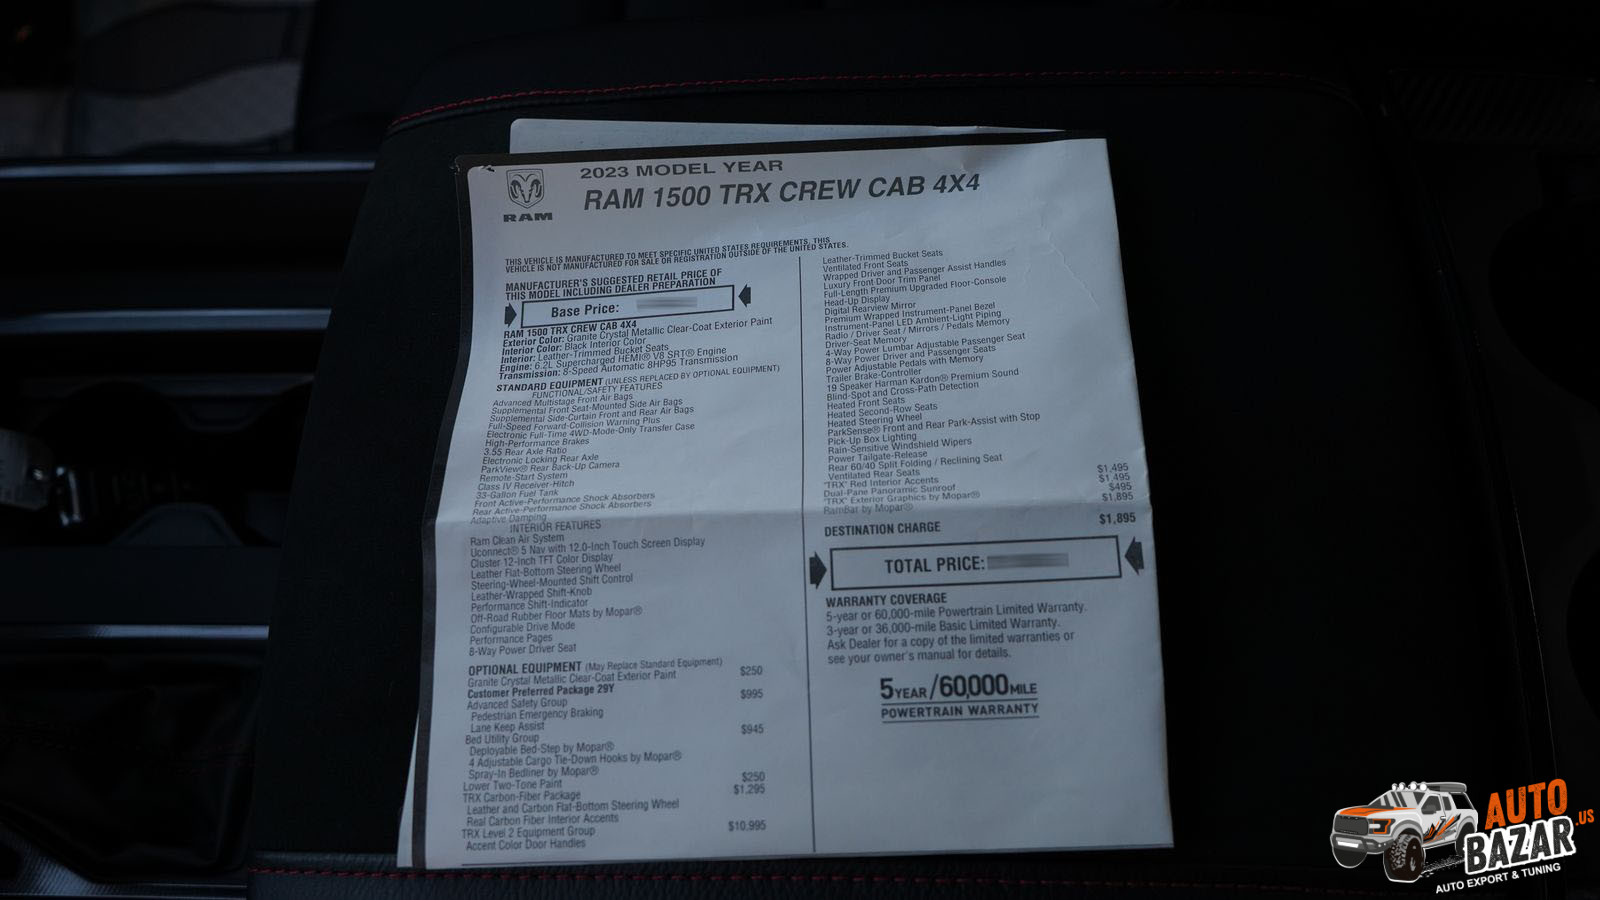 2023 MODEL YEAR
RAM 1500 TRX CREW CAB 4X4
RAM
THIS VEHICLE IS MANUFACTURED TO MEET SPECIFIC UNITED STATES REQUIREMENTS. THIS
VEHICLE IS NOT MANUFACTURED FOR SALE OR REGISTRATION OUTSIDE OF THE UNITED STATES.
MANUFACTURER'S SUGGESTED RETAIL PRICE OF
THIS MODEL INCLUDING DEALER PREPARATION
Base Price:
RAM 1500 TRX CREW CAB 4X4
Exterior Color: Granite Crystal Metallic Clear-Coat Exterior Paint
Interior Color: Black Interior Color
Interior: Leather-Trimmed Bucket Seats
Engine: 6.2L Supercharged HEMI® V8 SRT® Engine
Transmission: 8-Speed Automatic 8HP95 Transmission
STANDARD EQUIPMENT (UNLESS REPLACED BY OPTIONAL EQUIPMENT)
FUNCTIONAL/SAFETY FEATURES
Advanced Multistage Front Air Bags
Supplemental Front Seat-Mounted Side Air Bags
Supplemental Side-Curtain Front and Rear Air Bags
Full-Speed Forward-Collision Warning Plus
Electronic Full-Time 4WD-Mode-Only Transfer Case
High-Performance Brakes
3.55 Rear Axle Ratio
Electronic Locking Rear Axle
ParkView® Rear Back-Up Camera
Remote-Start System
Class IV Receiver-Hitch
33-Gallon Fuel Tank
Front Active-Performance Shock Absorbers
Rear Active-Performance Shock Absorbers
Adaptive Damping
INTERIOR FEATURES
Ram Clean Air System
Uconnect® 5 Nav with 12.0-Inch Touch Screen Display
Cluster 12-Inch TFT Color Display
Leather Flat-Bottom Steering Wheel
Steering-Wheel-Mounted Shift Control
Leather-Wrapped Shift-Knob
Performance Shift-Indicator
Off-Road Rubber Floor Mats by Mopar®
Configurable Drive Mode
Performance Pages
8-Way Power Driver Seat
OPTIONAL EQUIPMENT (May Replace Standard Equipment)
Granite Crystal Metallic Clear-Coat Exterior Paint $250
Customer Preferred Package 29Y
Advanced Safety Group $995
Pedestrian Emergency Braking
Lane Keep Assist
Bed Utility Group $945
Deployable Bed-Step by Mopar®
4 Adjustable Cargo Tie-Down Hooks by Mopar®
Spray-In Bedliner by Mopar®
Lower Two-Tone Paint $250
TRX Carbon-Fiber Package $1,295
Leather and Carbon Flat-Bottom Steering Wheel
Real Carbon Fiber Interior Accents
TRX Level 2 Equipment Group $10,995
Accent Color Door Handles
Leather-Trimmed Bucket Seats
Ventilated Front Seats
Wrapped Driver and Passenger Assist Handles
Luxury Front Door Trim Panel
Full-Length Premium Upgraded Floor-Console
Head-Up Display
Digital Rearview Mirror
Premium Wrapped Instrument-Panel Bezel
Instrument-Panel LED Ambient-Light Piping
Radio / Driver Seat / Mirrors / Pedals Memory
Driver-Seat Memory
4-Way Power Lumbar Adjustable Passenger Seat
8-Way Power Driver and Passenger Seats
Power Adjustable Pedals with Memory
Trailer Brake-Controller
19 Speaker Harman Kardon® Premium Sound
Blind-Spot and Cross-Path Detection
Heated Front Seats
Heated Second-Row Seats
Heated Steering Wheel
ParkSense® Front and Rear Park-Assist with Stop
Pick-Up Box Lighting
Rain-Sensitive Windshield Wipers
Power Tailgate-Release
Rear 60/40 Split Folding / Reclining Seat
Ventilated Rear Seats
"TRX" Red Interior Accents $1,495
Dual-Pane Panoramic Sunroof $1,495
"TRX" Exterior Graphics by Mopar® $495
RamBar by Mopar® $1,895
DESTINATION CHARGE $1,895
TOTAL PRICE:
WARRANTY COVERAGE
5-year or 60,000-mile Powertrain Limited Warranty.
3-year or 36,000-mile Basic Limited Warranty.
Ask Dealer for a copy of the limited warranties or
see your owner's manual for details.
5 YEAR/60,000 MILE
POWERTRAIN WARRANTY
AUTO
BAZAR.US
AUTO EXPORT & TUNING